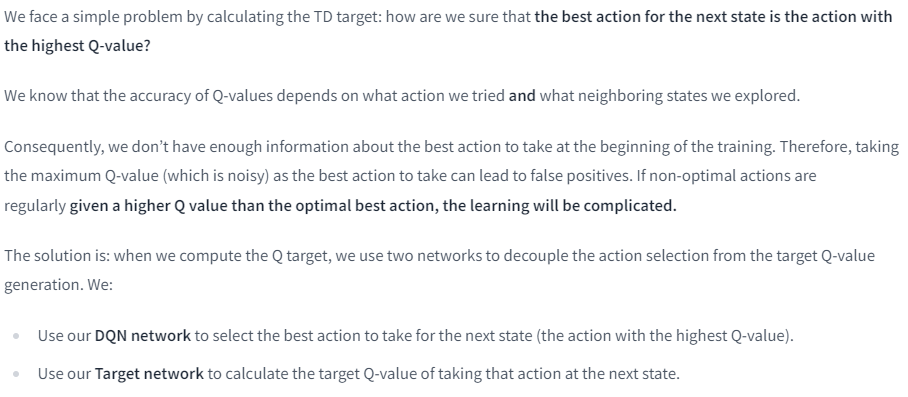 We face a simple problem by calculating the TD target: how are we sure that the best action for the next state is the action with
the highest Q-value?
We know that the accuracy of Q-values depends on what action we tried and what neighboring states we explored.
Consequently, we don’t have enough information about the best action to take at the beginning of the training. Therefore, taking
the maximum Q-value (which is noisy) as the best action to take can lead to false positives. If non-optimal actions are
regularly given a higher Q value than the optimal best action, the learning will be complicated.
The solution is: when we compute the Q target, we use two networks to decouple the action selection from the target Q-value
generation. We:
Use our DQN network to select the best action to take for the next state (the action with the highest Q-value).
Use our Target network to calculate the target Q-value of taking that action at the next state.